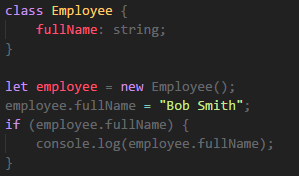 class Employee {
    fullName: string;
}

let employee = new Employee();
employee.fullName = "Bob Smith";
if (employee.fullName) {
    console.log(employee.fullName);
}